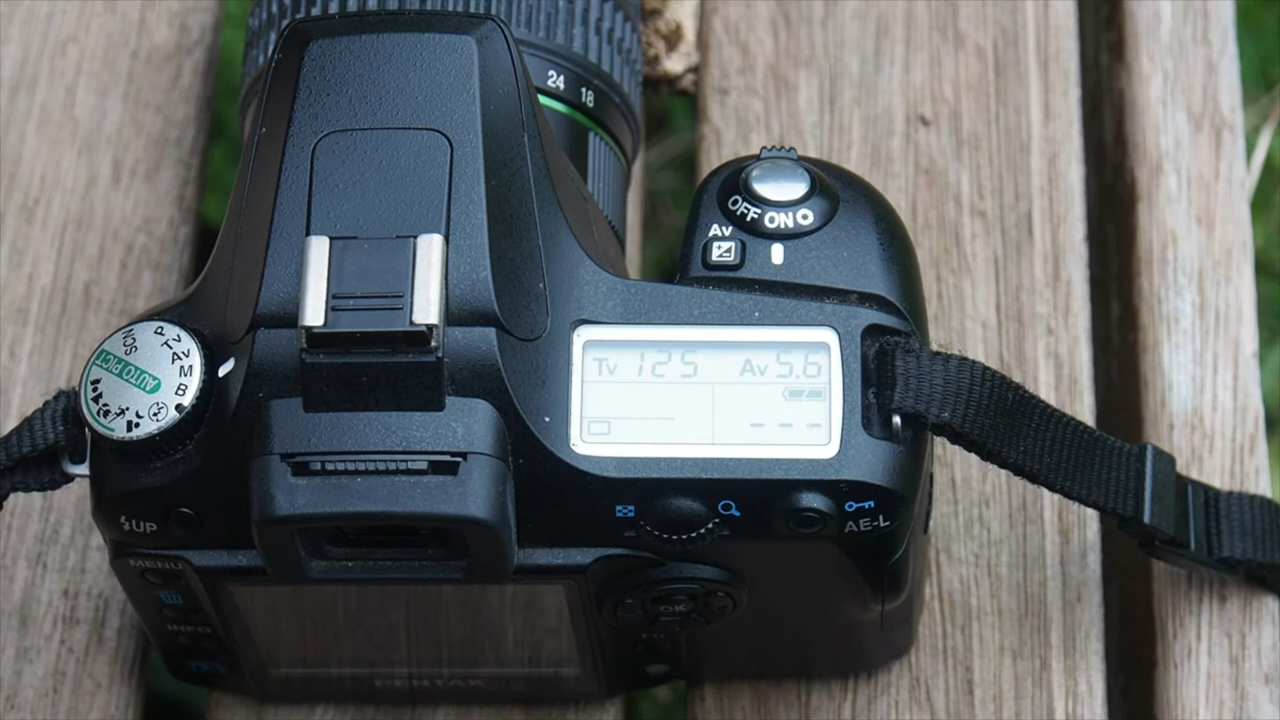 24 18
OFF ON
Av
SCN P Tv Av M B
AUTO PICT
Tv 125 Av 5.6
- - -
UP
AE-L
MENU
INFO
OK
Fn
PENTAX